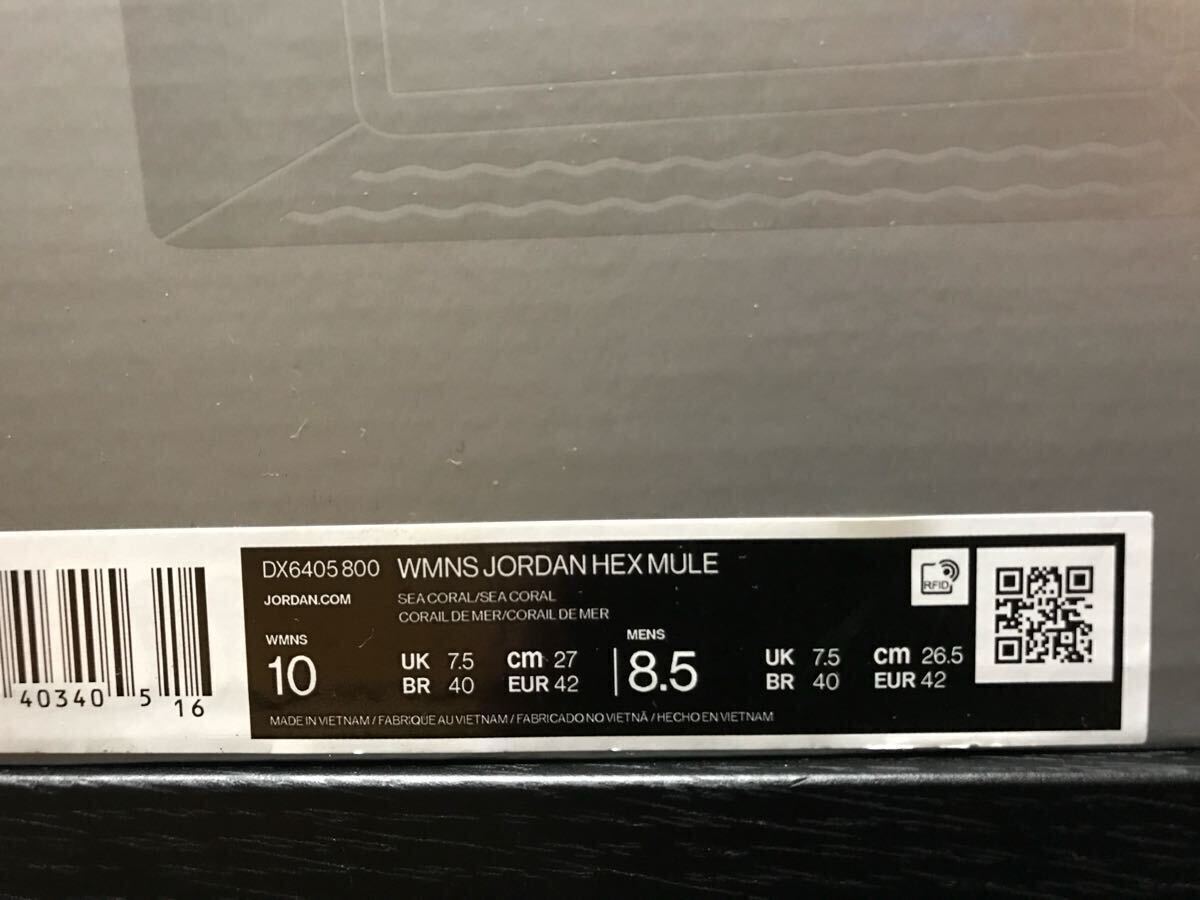 DX6405 800 WMNS JORDAN HEX MULE
JORDAN.COM SEA CORAL/SEA CORAL
CORAIL DE MER/CORAIL DE MER
RFID
WMNS
10
UK 7.5 cm 27
BR 40 EUR 42
MENS
8.5
UK 7.5 cm 26.5
BR 40 EUR 42
MADE IN VIETNAM / FABRIQUE AU VIETNAM / FABRICADO NO VIETNÃ / HECHO EN VIETNAM
40340 5 16